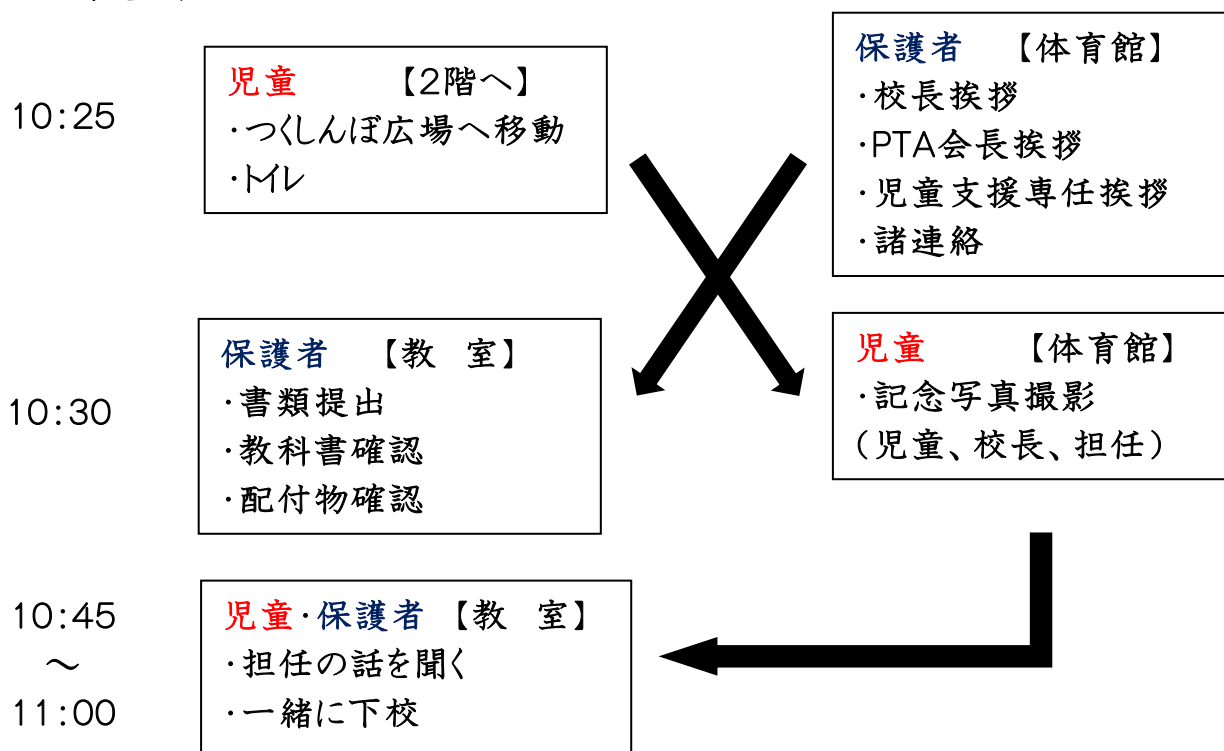 10:25
児童　【2階へ】
・つくしんぼ広場へ移動
・トイレ
保護者　【体育館】
・校長挨拶
・PTA会長挨拶
・児童支援専任挨拶
・諸連絡
10:30
保護者　【教　室】
・書類提出
・教科書確認
・配付物確認
児童　【体育館】
・記念写真撮影
（児童、校長、担任）
10:45
～
11:00
児童・保護者　【教　室】
・担任の話を聞く
・一緒に下校